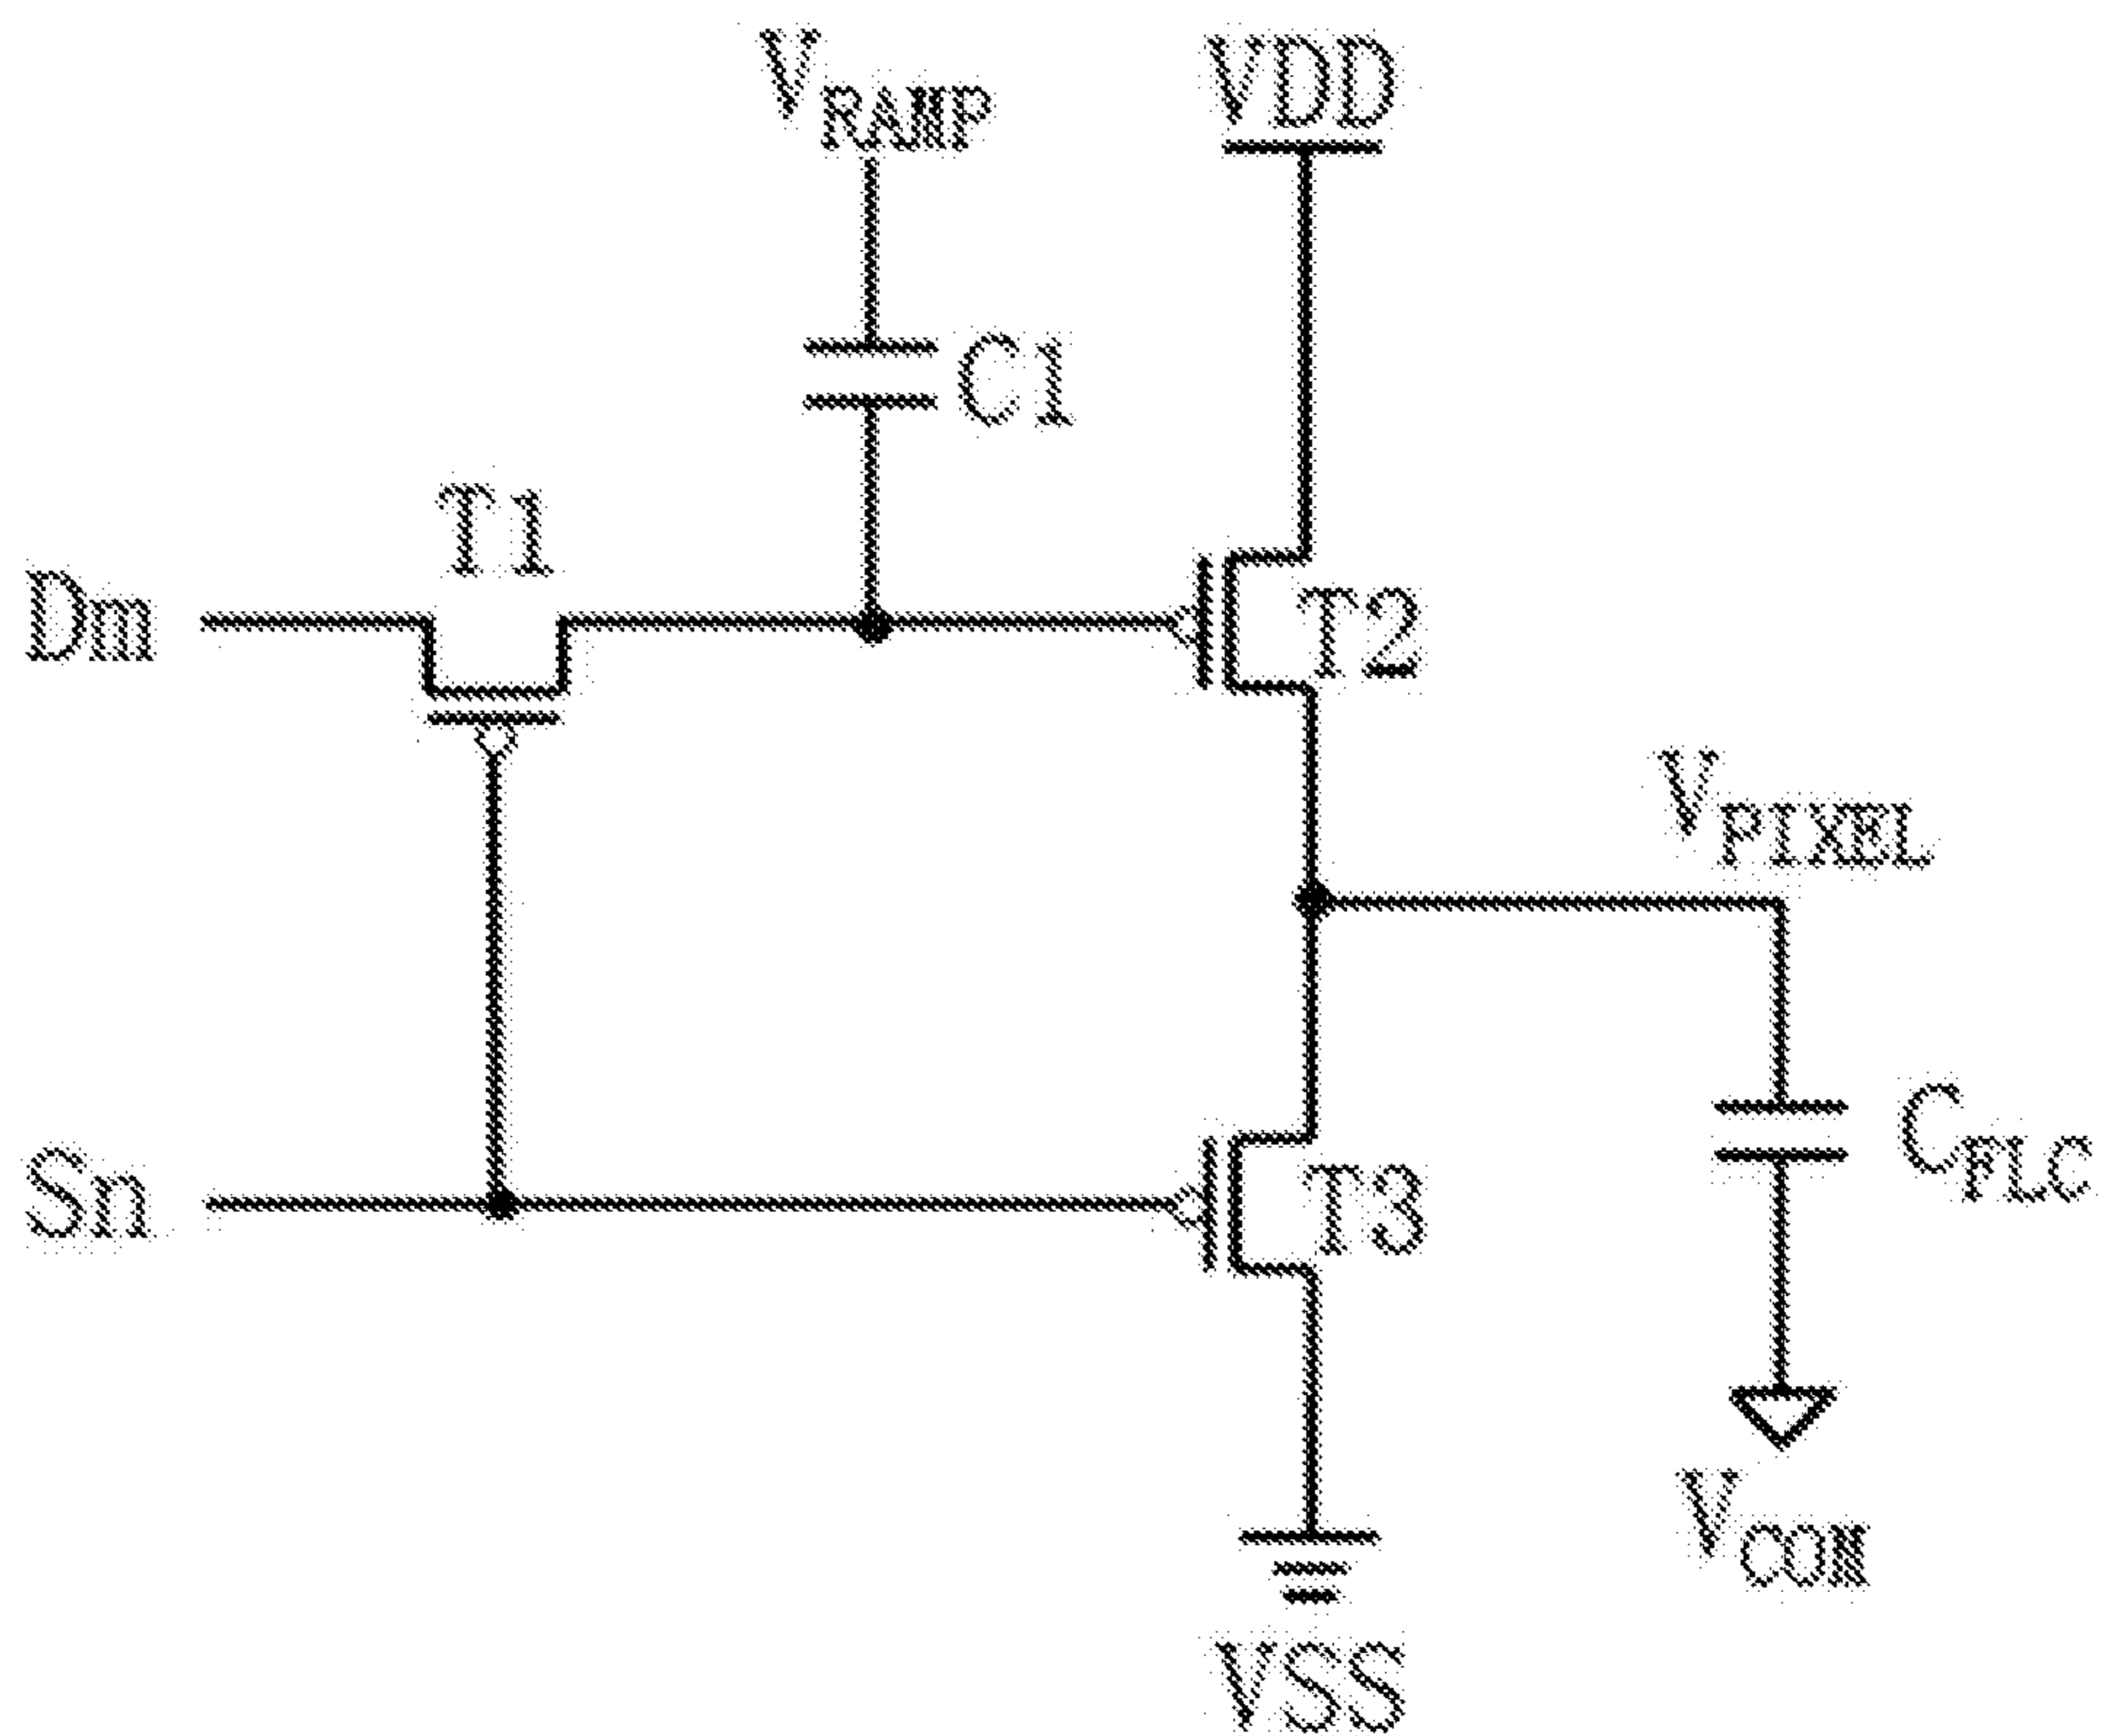 VRAMP
VDD
C1
T1
Dm
T2
VPIXEL
Sn
T3
CFLC
VCOM
VSS